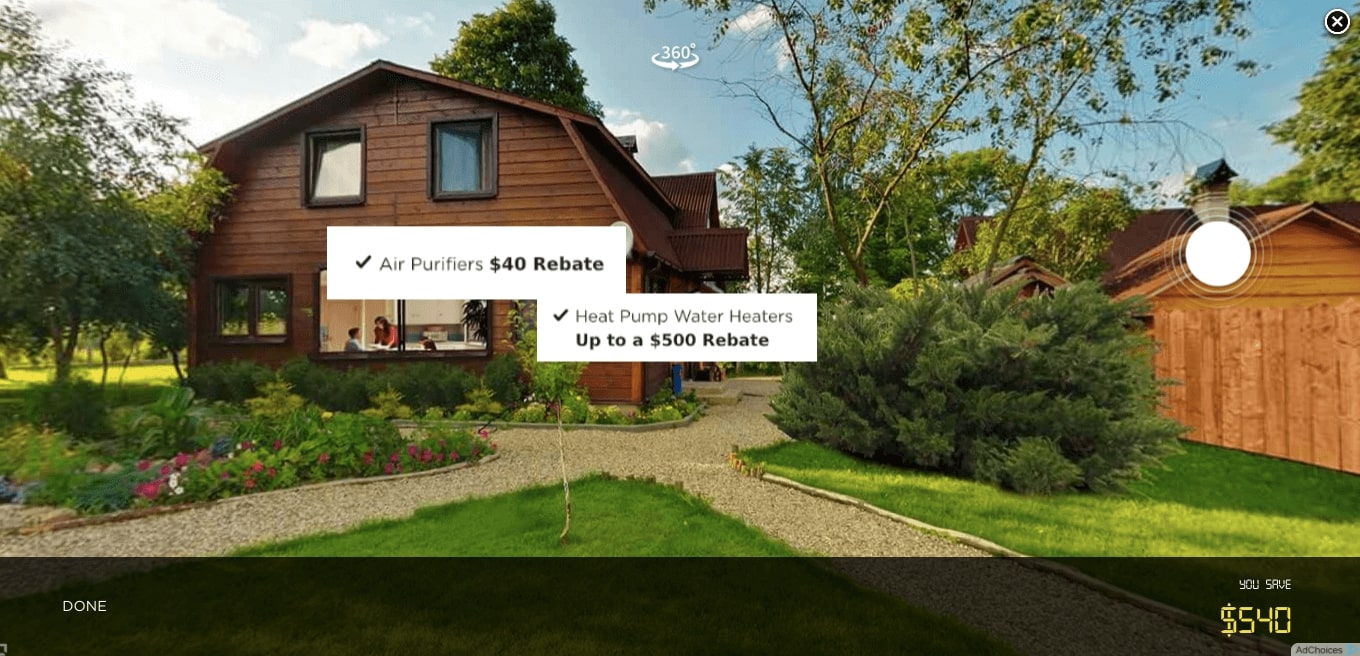 360°
✓ Air Purifiers $40 Rebate
✓ Heat Pump Water Heaters
Up to a $500 Rebate
DONE
YOU SAVE
$540
AdChoices